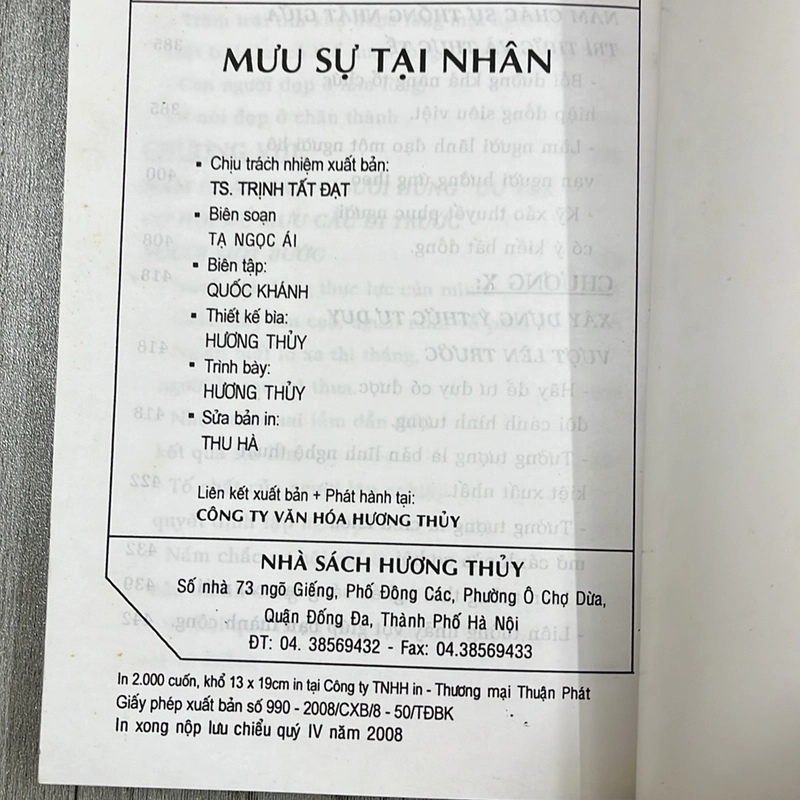 MƯU SỰ TẠI NHÂN
▪ Chịu trách nhiệm xuất bản:
TS. TRỊNH TẤT ĐẠT
▪ Biên soạn
TẠ NGỌC ÁI
▪ Biên tập:
QUỐC KHÁNH
▪ Thiết kế bìa:
HƯƠNG THỦY
▪ Trình bày:
HƯƠNG THỦY
▪ Sửa bản in:
THU HÀ
Liên kết xuất bản + Phát hành tại:
CÔNG TY VĂN HÓA HƯƠNG THỦY
NHÀ SÁCH HƯƠNG THỦY
Số nhà 73 ngõ Giếng, Phố Đông Các, Phường Ô Chợ Dừa,
Quận Đống Đa, Thành Phố Hà Nội
ĐT: 04. 38569432 - Fax: 04.38569433
In 2.000 cuốn, khổ 13 x 19cm in tại Công ty TNHH in - Thương mại Thuận Phát
Giấy phép xuất bản số 990 - 2008/CXB/8 - 50/TĐBK
In xong nộp lưu chiểu quý IV năm 2008